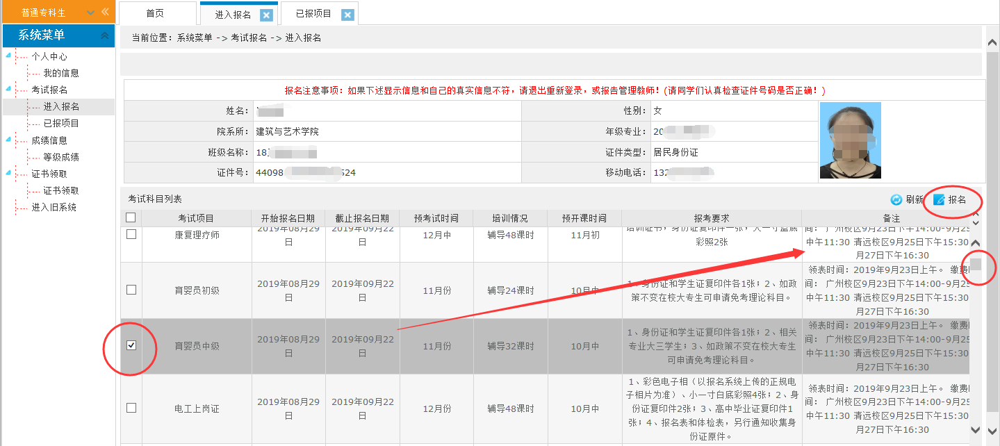 普通专科生
首页
进入报名
已报项目
系统菜单
当前位置：系统菜单 -> 考试报名 -> 进入报名
个人中心
我的信息
考试报名
进入报名
已报项目
成绩信息
等级成绩
证书领取
证书领取
进入旧系统
报名注意事项：如果下述显示信息和自己的真实信息不符，请退出重新登录，或报告管理教师！(请同学们认真检查证件号码是否正确！)
姓名：
性别： 女
院系所： 建筑与艺术学院
年级专业： 20
班级名称： 18
证件类型： 居民身份证
证件号： 44098 524
移动电话： 132
考试科目列表
刷新
报名
考试项目 开始报名日期 截止报名日期 预考试时间 培训情况 预开课时间 报考要求 备注
康复理疗师
2019年08月29
日
2019年09月22
日
12月中
辅导48课时
11月初
培训证书，身份证复印件一张，大一寸蓝底
彩照2张
间： 广州校区9月23日下午14:00-9月25
中午11:30 清远校区9月25日下午15:30
月27日下午16:30
育婴员初级
2019年08月29
日
2019年09月22
日
11月份
辅导24课时
10月中
1、身份证和学生证复印件各1张；2、如政
策不变在校大专生可申请免考理论科目。
领表时间：2019年9月23日上午。 缴费
间： 广州校区9月23日下午14:00-9月25
中午11:30 清远校区9月25日下午15:30
月27日下午16:30
育婴员中级
2019年08月29
日
2019年09月22
日
11月份
辅导32课时
10月中
1、身份证和学生证复印件各1张；2、相关
专业大三学生；3、如政策不变在校大专生
可申请免考理论科目。
领表时间：2019年9月23日上午。 缴费
间： 广州校区9月23日下午14:00-9月25
中午11:30 清远校区9月25日下午15:30
月27日下午16:30
电工上岗证
2019年08月29
日
2019年09月22
日
12月份
辅导48课时
10月中
1、彩色电子相（以报名系统上传的正规电
子相片为准）、小一寸白底彩照4张；2、身
份证复印件2张；3、高中毕业证复印件1
张；4、报名表和体检表，另行通知收集身
份证原件。
领表时间：2019年9月23日上午。 缴费
间： 广州校区9月23日下午14:00-9月25
中午11:30 清远校区9月25日下午15:30
月27日下午16:30